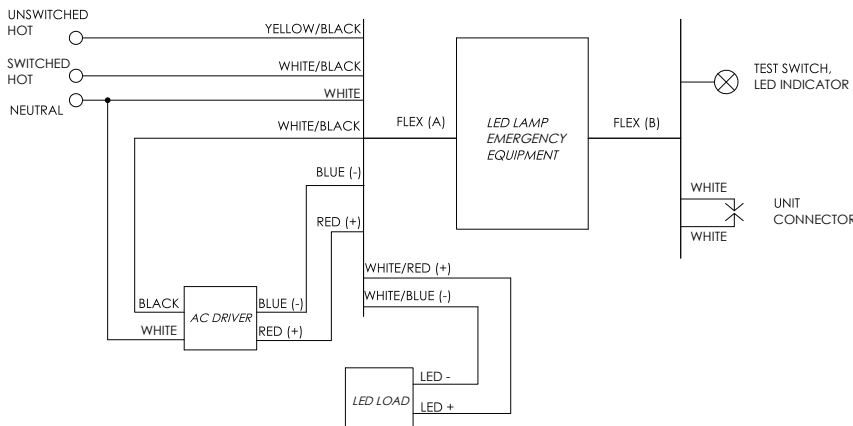 UNSWITCHED
HOT
YELLOW/BLACK
SWITCHED
HOT
WHITE/BLACK
NEUTRAL
WHITE
WHITE/BLACK
FLEX (A)
LED LAMP
EMERGENCY
EQUIPMENT
FLEX (B)
TEST SWITCH,
LED INDICATOR
BLUE (-)
RED (+)
WHITE
UNIT
CONNECTOR
WHITE
WHITE/RED (+)
WHITE/BLUE (-)
BLACK
AC DRIVER
BLUE (-)
WHITE
RED (+)
LED -
LED LOAD
LED +